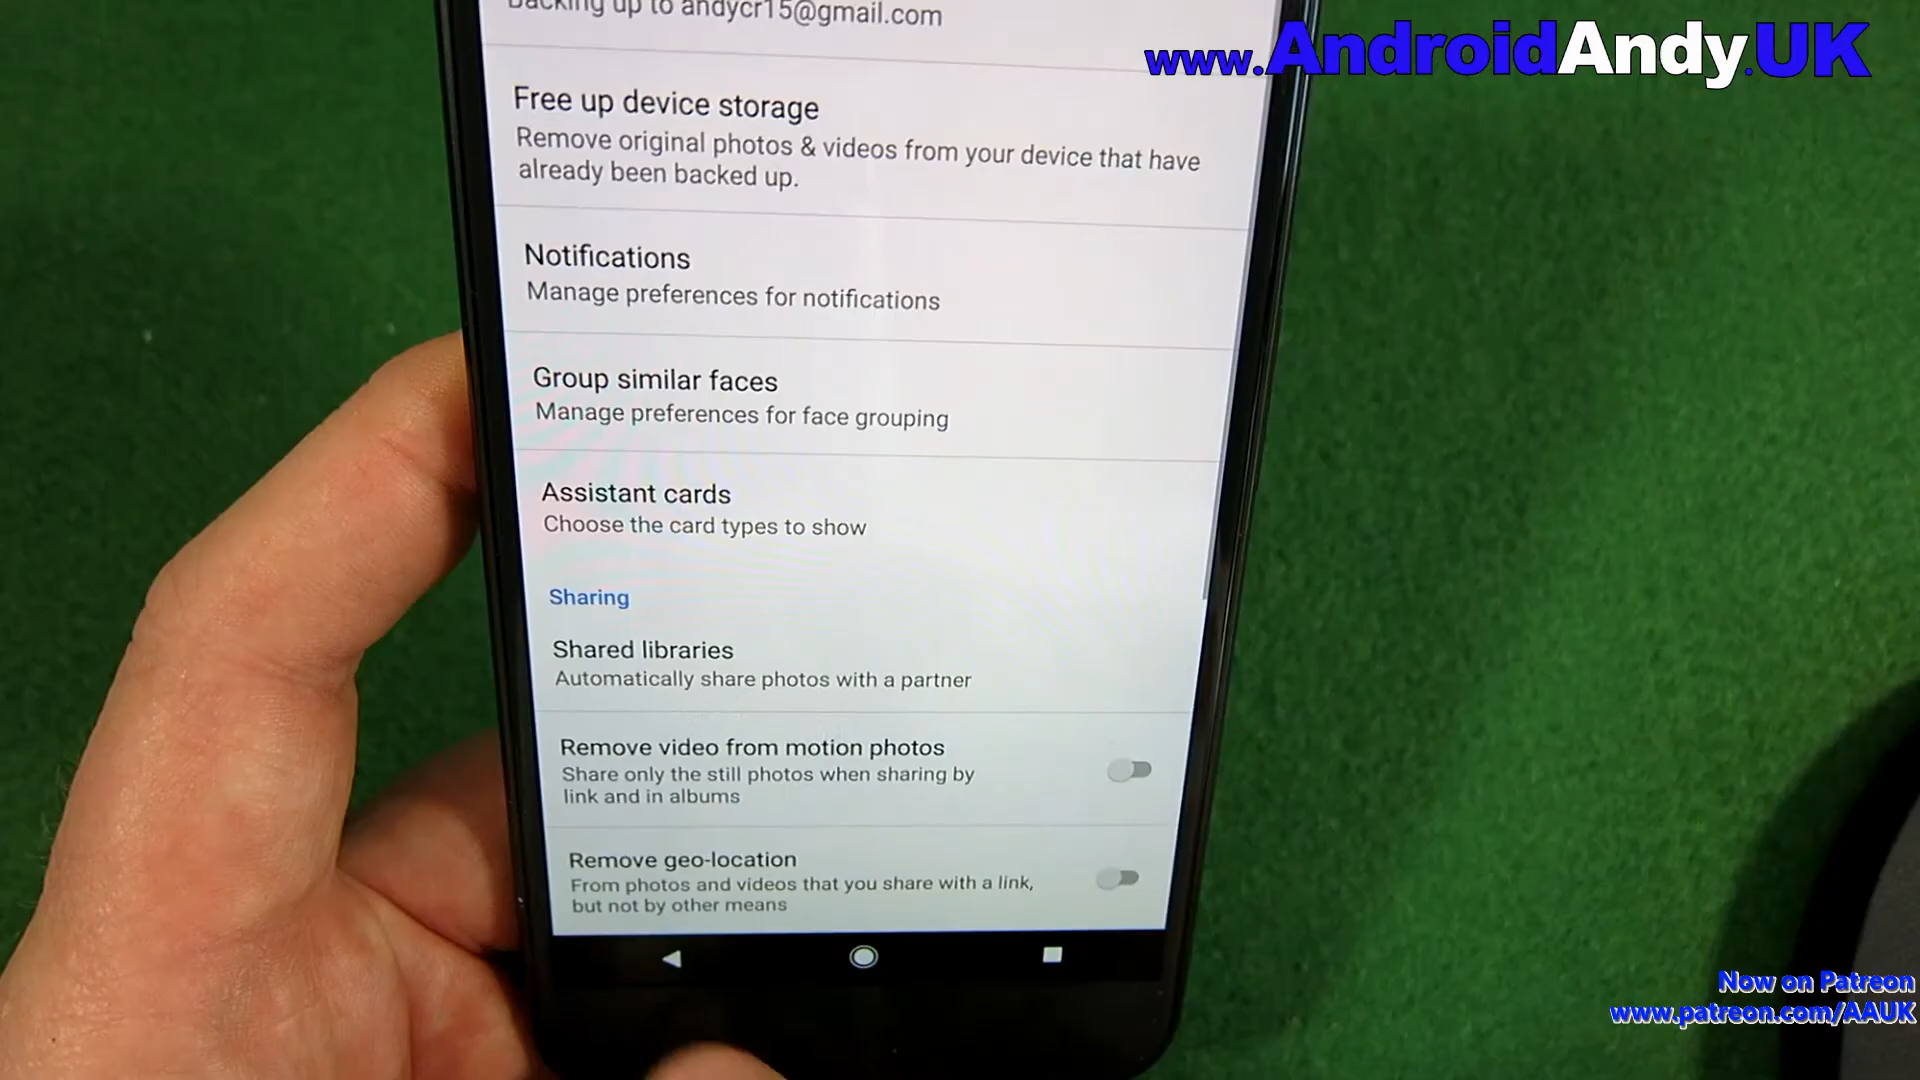 Backing up to andycr15@gmail.com
www.AndroidAndy.UK
Free up device storage
Remove original photos & videos from your device that have
already been backed up.
Notifications
Manage preferences for notifications
Group similar faces
Manage preferences for face grouping
Assistant cards
Choose the card types to show
Sharing
Shared libraries
Automatically share photos with a partner
Remove video from motion photos
Share only the still photos when sharing by
link and in albums
Remove geo-location
From photos and videos that you share with a link,
but not by other means
Now on Patreon
www.patreon.com/AAUK